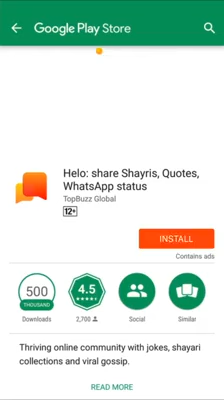 Google Play Store
Helo: share Shayris, Quotes,
WhatsApp status
TopBuzz Global
12+
INSTALL
Contains ads
500
THOUSAND
4.5
Downloads
2,700
Social
Similar
Thriving online community with jokes, shayari
collections and viral gossip.
READ MORE